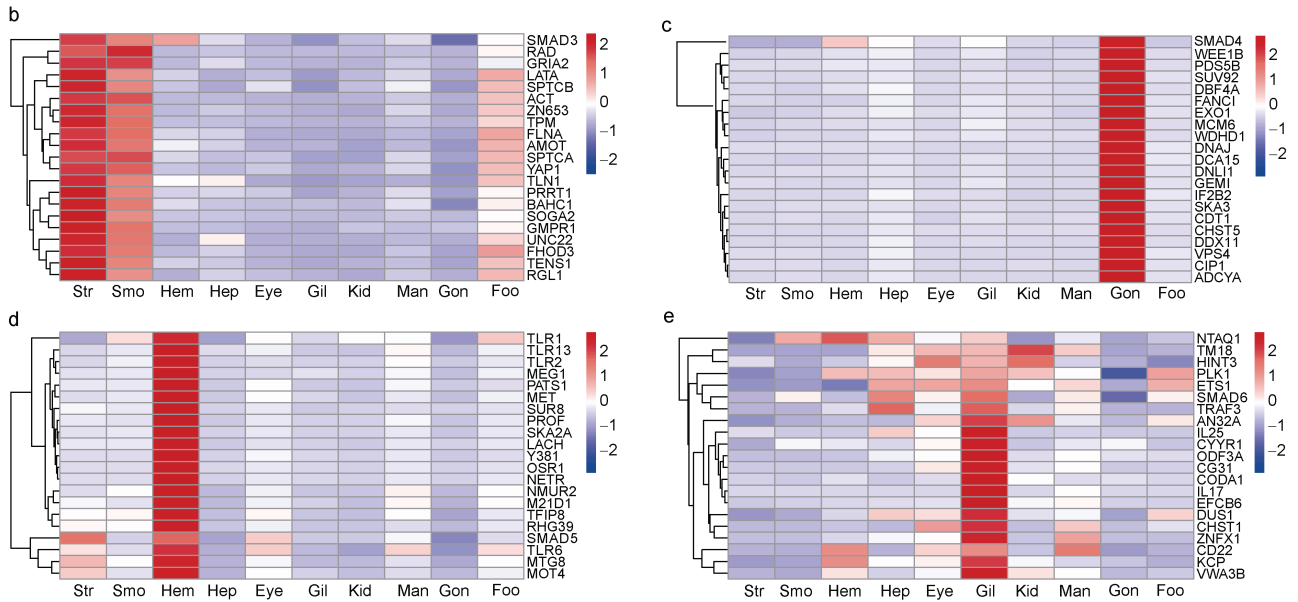 b
SMAD3
RAD
GRIA2
LATA
SPTCB
ACT
ZN653
TPM
FLNA
AMOT
SPTCA
YAP1
TLN1
PRRT1
BAHC1
SOGA2
GMPR1
UNC22
FHOD3
TENS1
RGL1
2
1
0
−1
−2
Str Smo Hem Hep Eye Gil Kid Man Gon Foo
c
SMAD4
WEE1B
PDS5B
SUV92
DBF4A
FANCI
EXO1
MCM6
WDHD1
DNAJ
DCA15
DNLI1
GEMI
IF2B2
SKA3
CDT1
CHST5
DDX11
VPS4
CIP1
ADCYA
2
1
0
−1
−2
Str Smo Hem Hep Eye Gil Kid Man Gon Foo
d
TLR1
TLR13
TLR2
MEG1
PATS1
MET
SUR8
PROF
SKA2A
LACH
Y381
OSR1
NETR
NMUR2
M21D1
TFIP8
RHG39
SMAD5
TLR6
MTG8
MOT4
2
1
0
−1
−2
Str Smo Hem Hep Eye Gil Kid Man Gon Foo
e
NTAQ1
TM18
HINT3
PLK1
ETS1
SMAD6
TRAF3
AN32A
IL25
CYYR1
ODF3A
CG31
CODA1
IL17
EFCB6
DUS1
CHST1
ZNFX1
CD22
KCP
VWA3B
2
1
0
−1
−2
Str Smo Hem Hep Eye Gil Kid Man Gon Foo